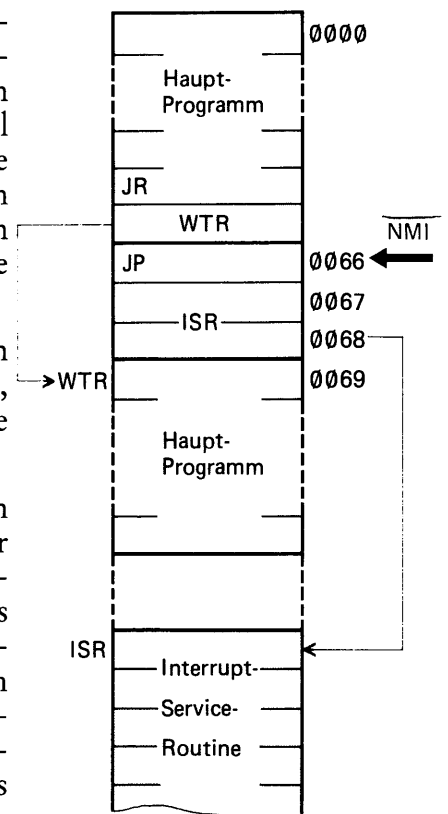 0000
Haupt-
Programm
JR
WTR
NMI
JP
0066
0067
ISR
0068
WTR
0069
Haupt-
Programm
ISR
Interrupt-
Service-
Routine